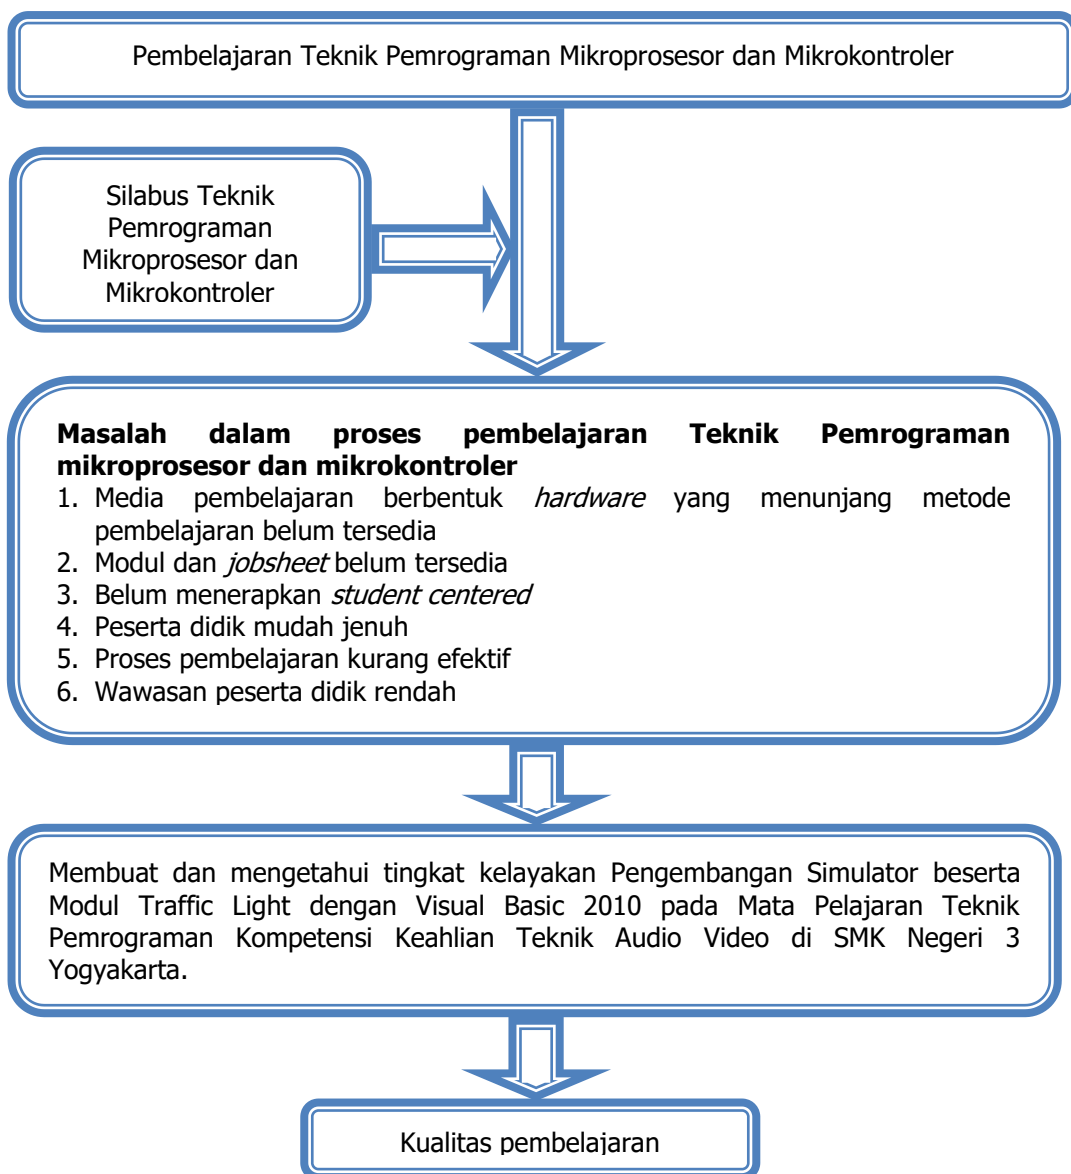 Pembelajaran Teknik Pemrograman Mikroprosesor dan Mikrokontroler
Silabus Teknik
Pemrograman
Mikroprosesor dan
Mikrokontroler
Masalah dalam proses pembelajaran Teknik Pemrograman
mikroprosesor dan mikrokontroler
1. Media pembelajaran berbentuk hardware yang menunjang metode
pembelajaran belum tersedia
2. Modul dan jobsheet belum tersedia
3. Belum menerapkan student centered
4. Peserta didik mudah jenuh
5. Proses pembelajaran kurang efektif
6. Wawasan peserta didik rendah
Membuat dan mengetahui tingkat kelayakan Pengembangan Simulator beserta
Modul Traffic Light dengan Visual Basic 2010 pada Mata Pelajaran Teknik
Pemrograman Kompetensi Keahlian Teknik Audio Video di SMK Negeri 3
Yogyakarta.
Kualitas pembelajaran